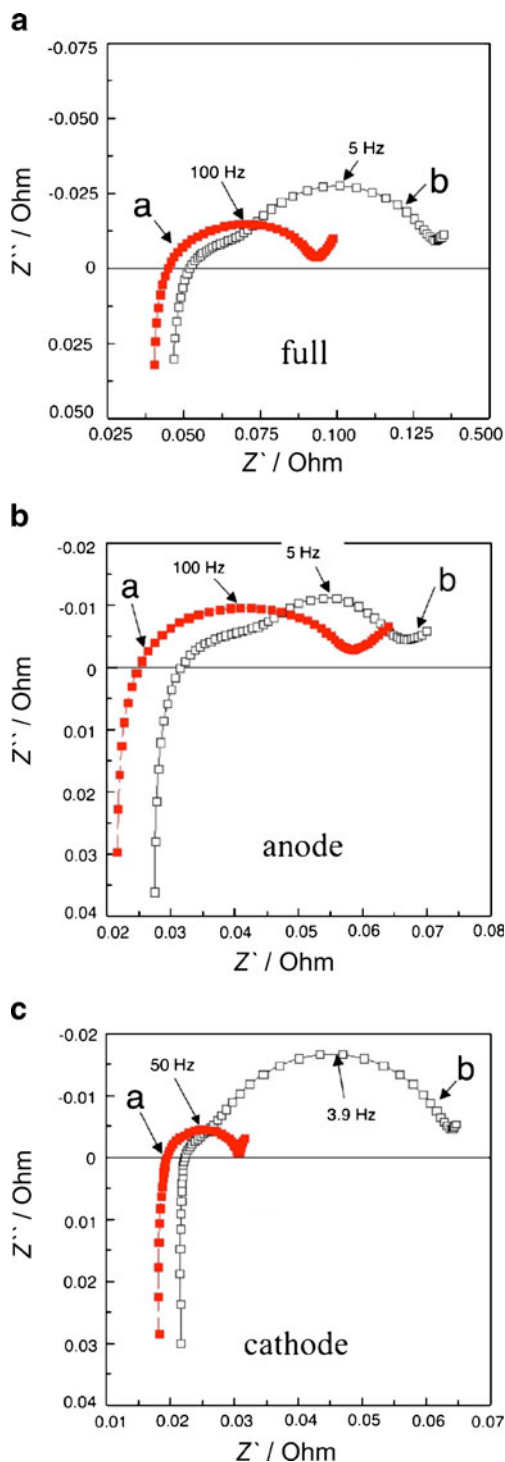 a
-0.075
-0.050
-0.025
0
0.025
0.050
Z`` / Ohm
100 Hz
5 Hz
a
b
full
0.025 0.050 0.075 0.100 0.125 0.500
Z` / Ohm
b
-0.02
-0.01
0
0.01
0.02
0.03
0.04
Z`` / Ohm
100 Hz
5 Hz
a
b
anode
0.02 0.03 0.04 0.05 0.06 0.07 0.08
Z` / Ohm
c
-0.02
-0.01
0
0.01
0.02
0.03
0.04
Z`` / Ohm
50 Hz
3.9 Hz
a
b
cathode
0.01 0.02 0.03 0.04 0.05 0.06 0.07
Z` / Ohm